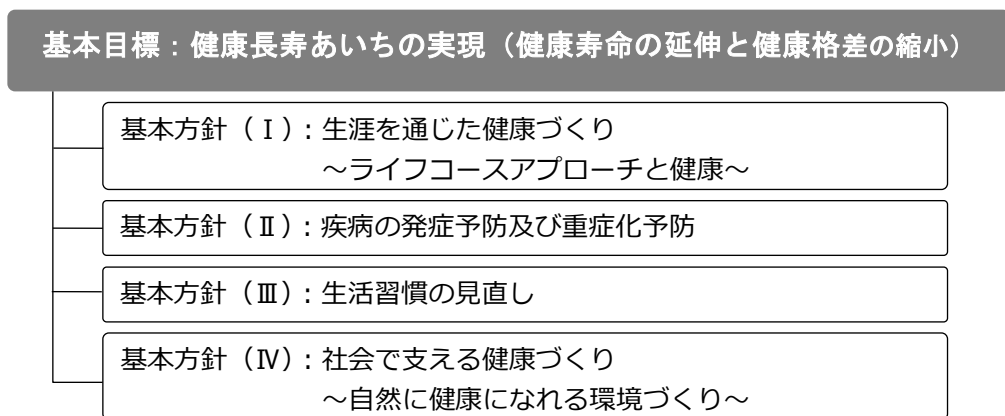 基本目標：健康長寿あいちの実現（健康寿命の延伸と健康格差の縮小）
基本方針（Ⅰ）：生涯を通じた健康づくり
～ライフコースアプローチと健康～
基本方針（Ⅱ）：疾病の発症予防及び重症化予防
基本方針（Ⅲ）：生活習慣の見直し
基本方針（Ⅳ）：社会で支える健康づくり
～自然に健康になれる環境づくり～